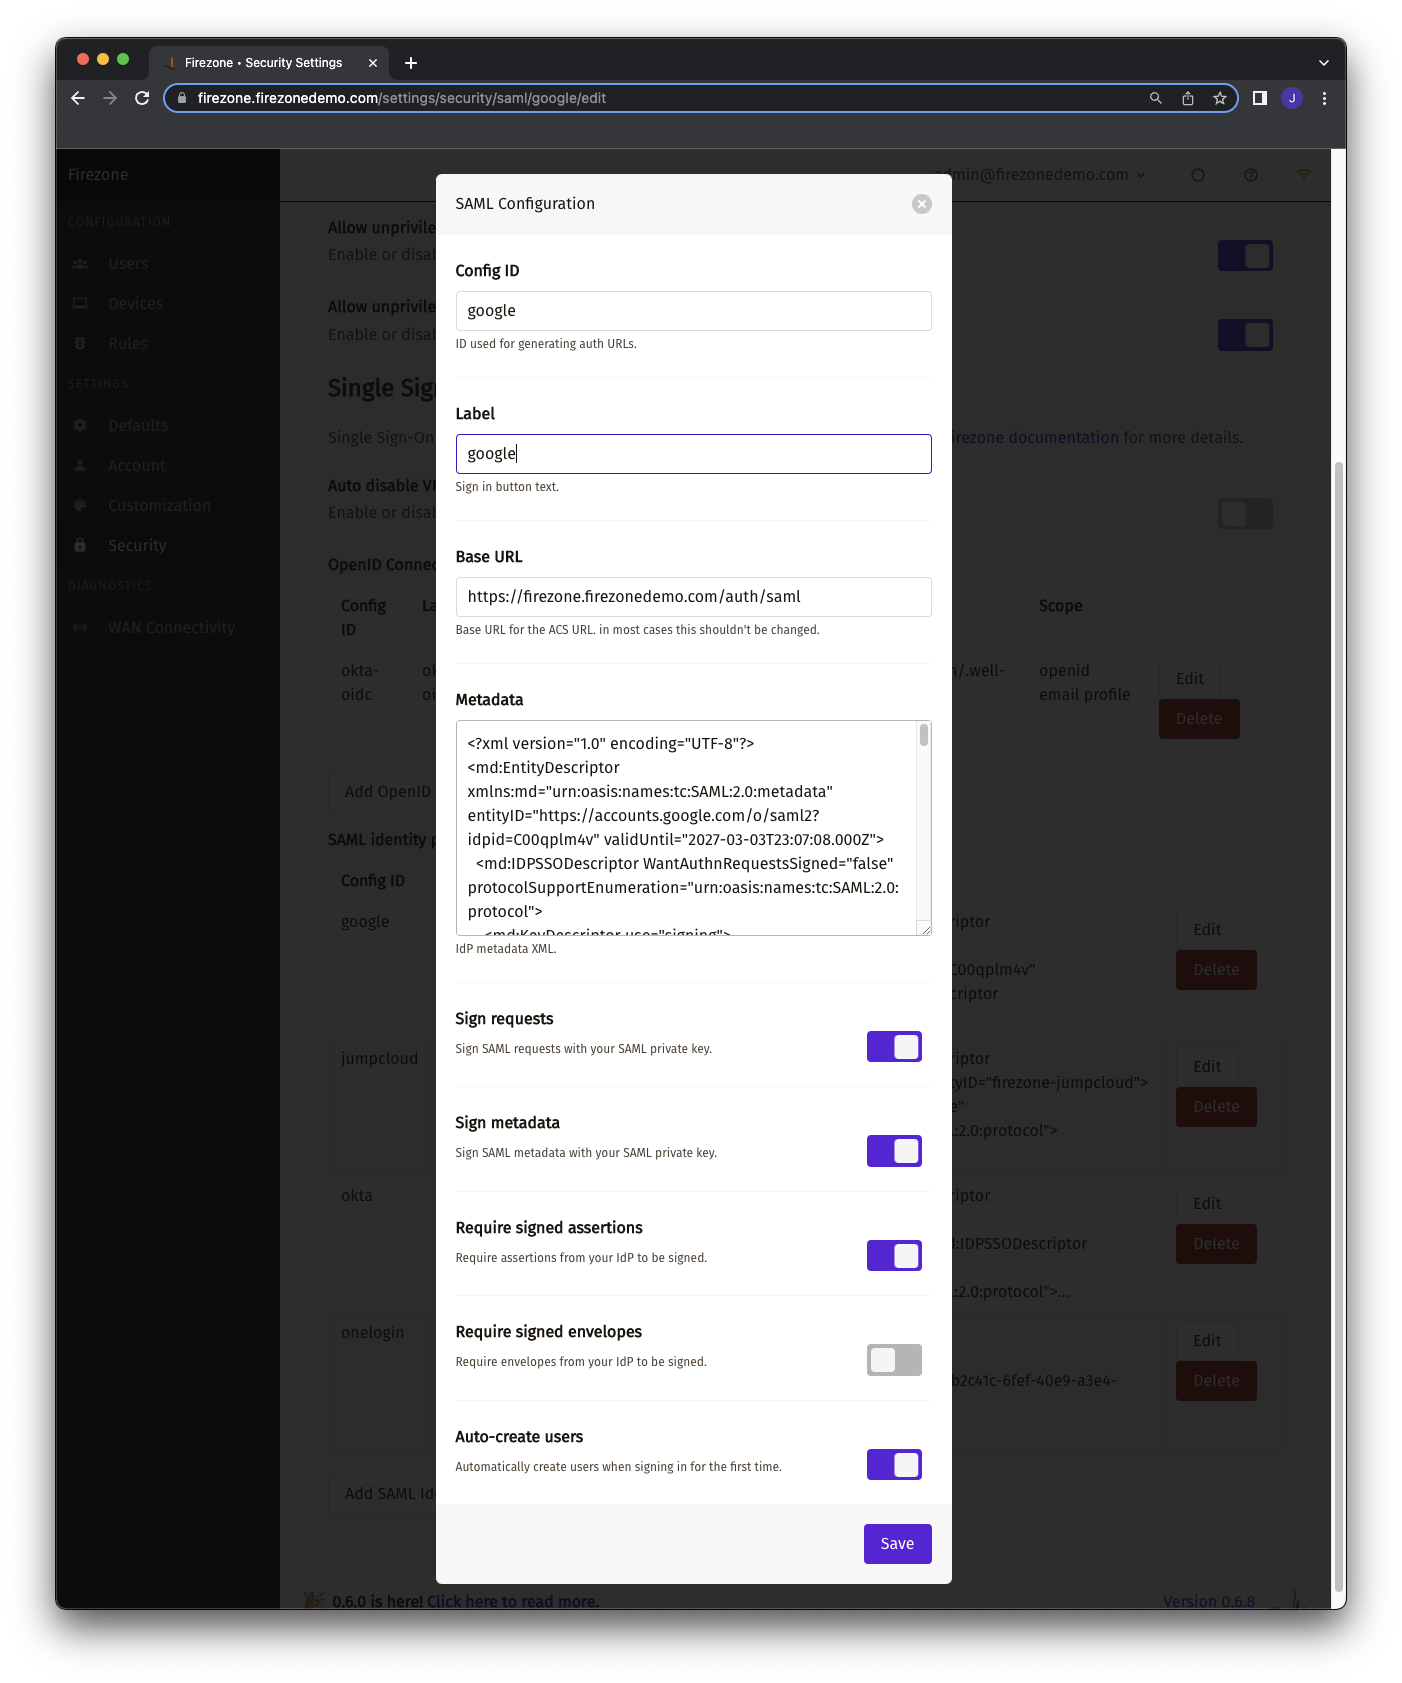 Firezone • Security Settings
firezone.firezonedemo.com/settings/security/saml/google/edit
J
Firezone
admin@firezonedemo.com
CONFIGURATION
Users
Devices
Rules
SETTINGS
Defaults
Account
Customization
Security
DIAGNOSTICS
WAN Connectivity
Allow unprivile
Enable or disab
Allow unprivile
Enable or disab
Single Sig
Single Sign-On
irezone documentation for more details.
Auto disable VP
Enable or disab
OpenID Connec
Config ID
La
Scope
okta-oidc
ok
oi
n/.well-
openid email profile
Edit
Delete
Add OpenID
SAML identity p
Config ID
google
riptor
C00qplm4v"
criptor
Edit
Delete
jumpcloud
riptor
tyID="firezone-jumpcloud">
e"
L:2.0:protocol">
Edit
Delete
okta
riptor
d:IDPSSODescriptor
L:2.0:protocol">...
Edit
Delete
onelogin
b2c41c-6fef-40e9-a3e4-
Edit
Delete
Add SAML Ide
SAML Configuration
Config ID
google
ID used for generating auth URLs.
Label
google
Sign in button text.
Base URL
https://firezone.firezonedemo.com/auth/saml
Base URL for the ACS URL. in most cases this shouldn't be changed.
Metadata
<?xml version="1.0" encoding="UTF-8"?>
<md:EntityDescriptor
xmlns:md="urn:oasis:names:tc:SAML:2.0:metadata"
entityID="https://accounts.google.com/o/saml2?
idpid=C00qplm4v" validUntil="2027-03-03T23:07:08.000Z">
<md:IDPSSODescriptor WantAuthnRequestsSigned="false"
protocolSupportEnumeration="urn:oasis:names:tc:SAML:2.0:
protocol">
<md:KeyDescriptor use="signing">
IdP metadata XML.
Sign requests
Sign SAML requests with your SAML private key.
Sign metadata
Sign SAML metadata with your SAML private key.
Require signed assertions
Require assertions from your IdP to be signed.
Require signed envelopes
Require envelopes from your IdP to be signed.
Auto-create users
Automatically create users when signing in for the first time.
Save
0.6.0 is here! Click here to read more.
Version 0.6.8